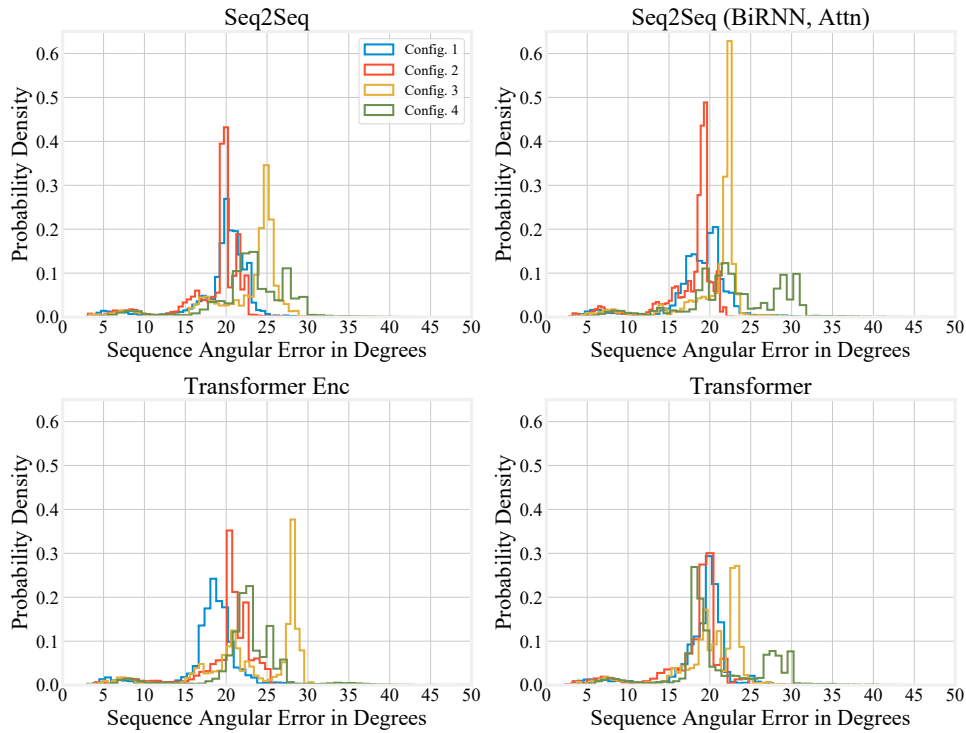 Seq2Seq
Probability Density
0.6
0.5
0.4
0.3
0.2
0.1
0.0
0 5 10 15 20 25 30 35 40 45 50
Sequence Angular Error in Degrees
Config. 1
Config. 2
Config. 3
Config. 4
Seq2Seq (BiRNN, Attn)
Probability Density
0.6
0.5
0.4
0.3
0.2
0.1
0.0
0 5 10 15 20 25 30 35 40 45 50
Sequence Angular Error in Degrees
Transformer Enc
Probability Density
0.6
0.5
0.4
0.3
0.2
0.1
0.0
0 5 10 15 20 25 30 35 40 45 50
Sequence Angular Error in Degrees
Transformer
Probability Density
0.6
0.5
0.4
0.3
0.2
0.1
0.0
0 5 10 15 20 25 30 35 40 45 50
Sequence Angular Error in Degrees